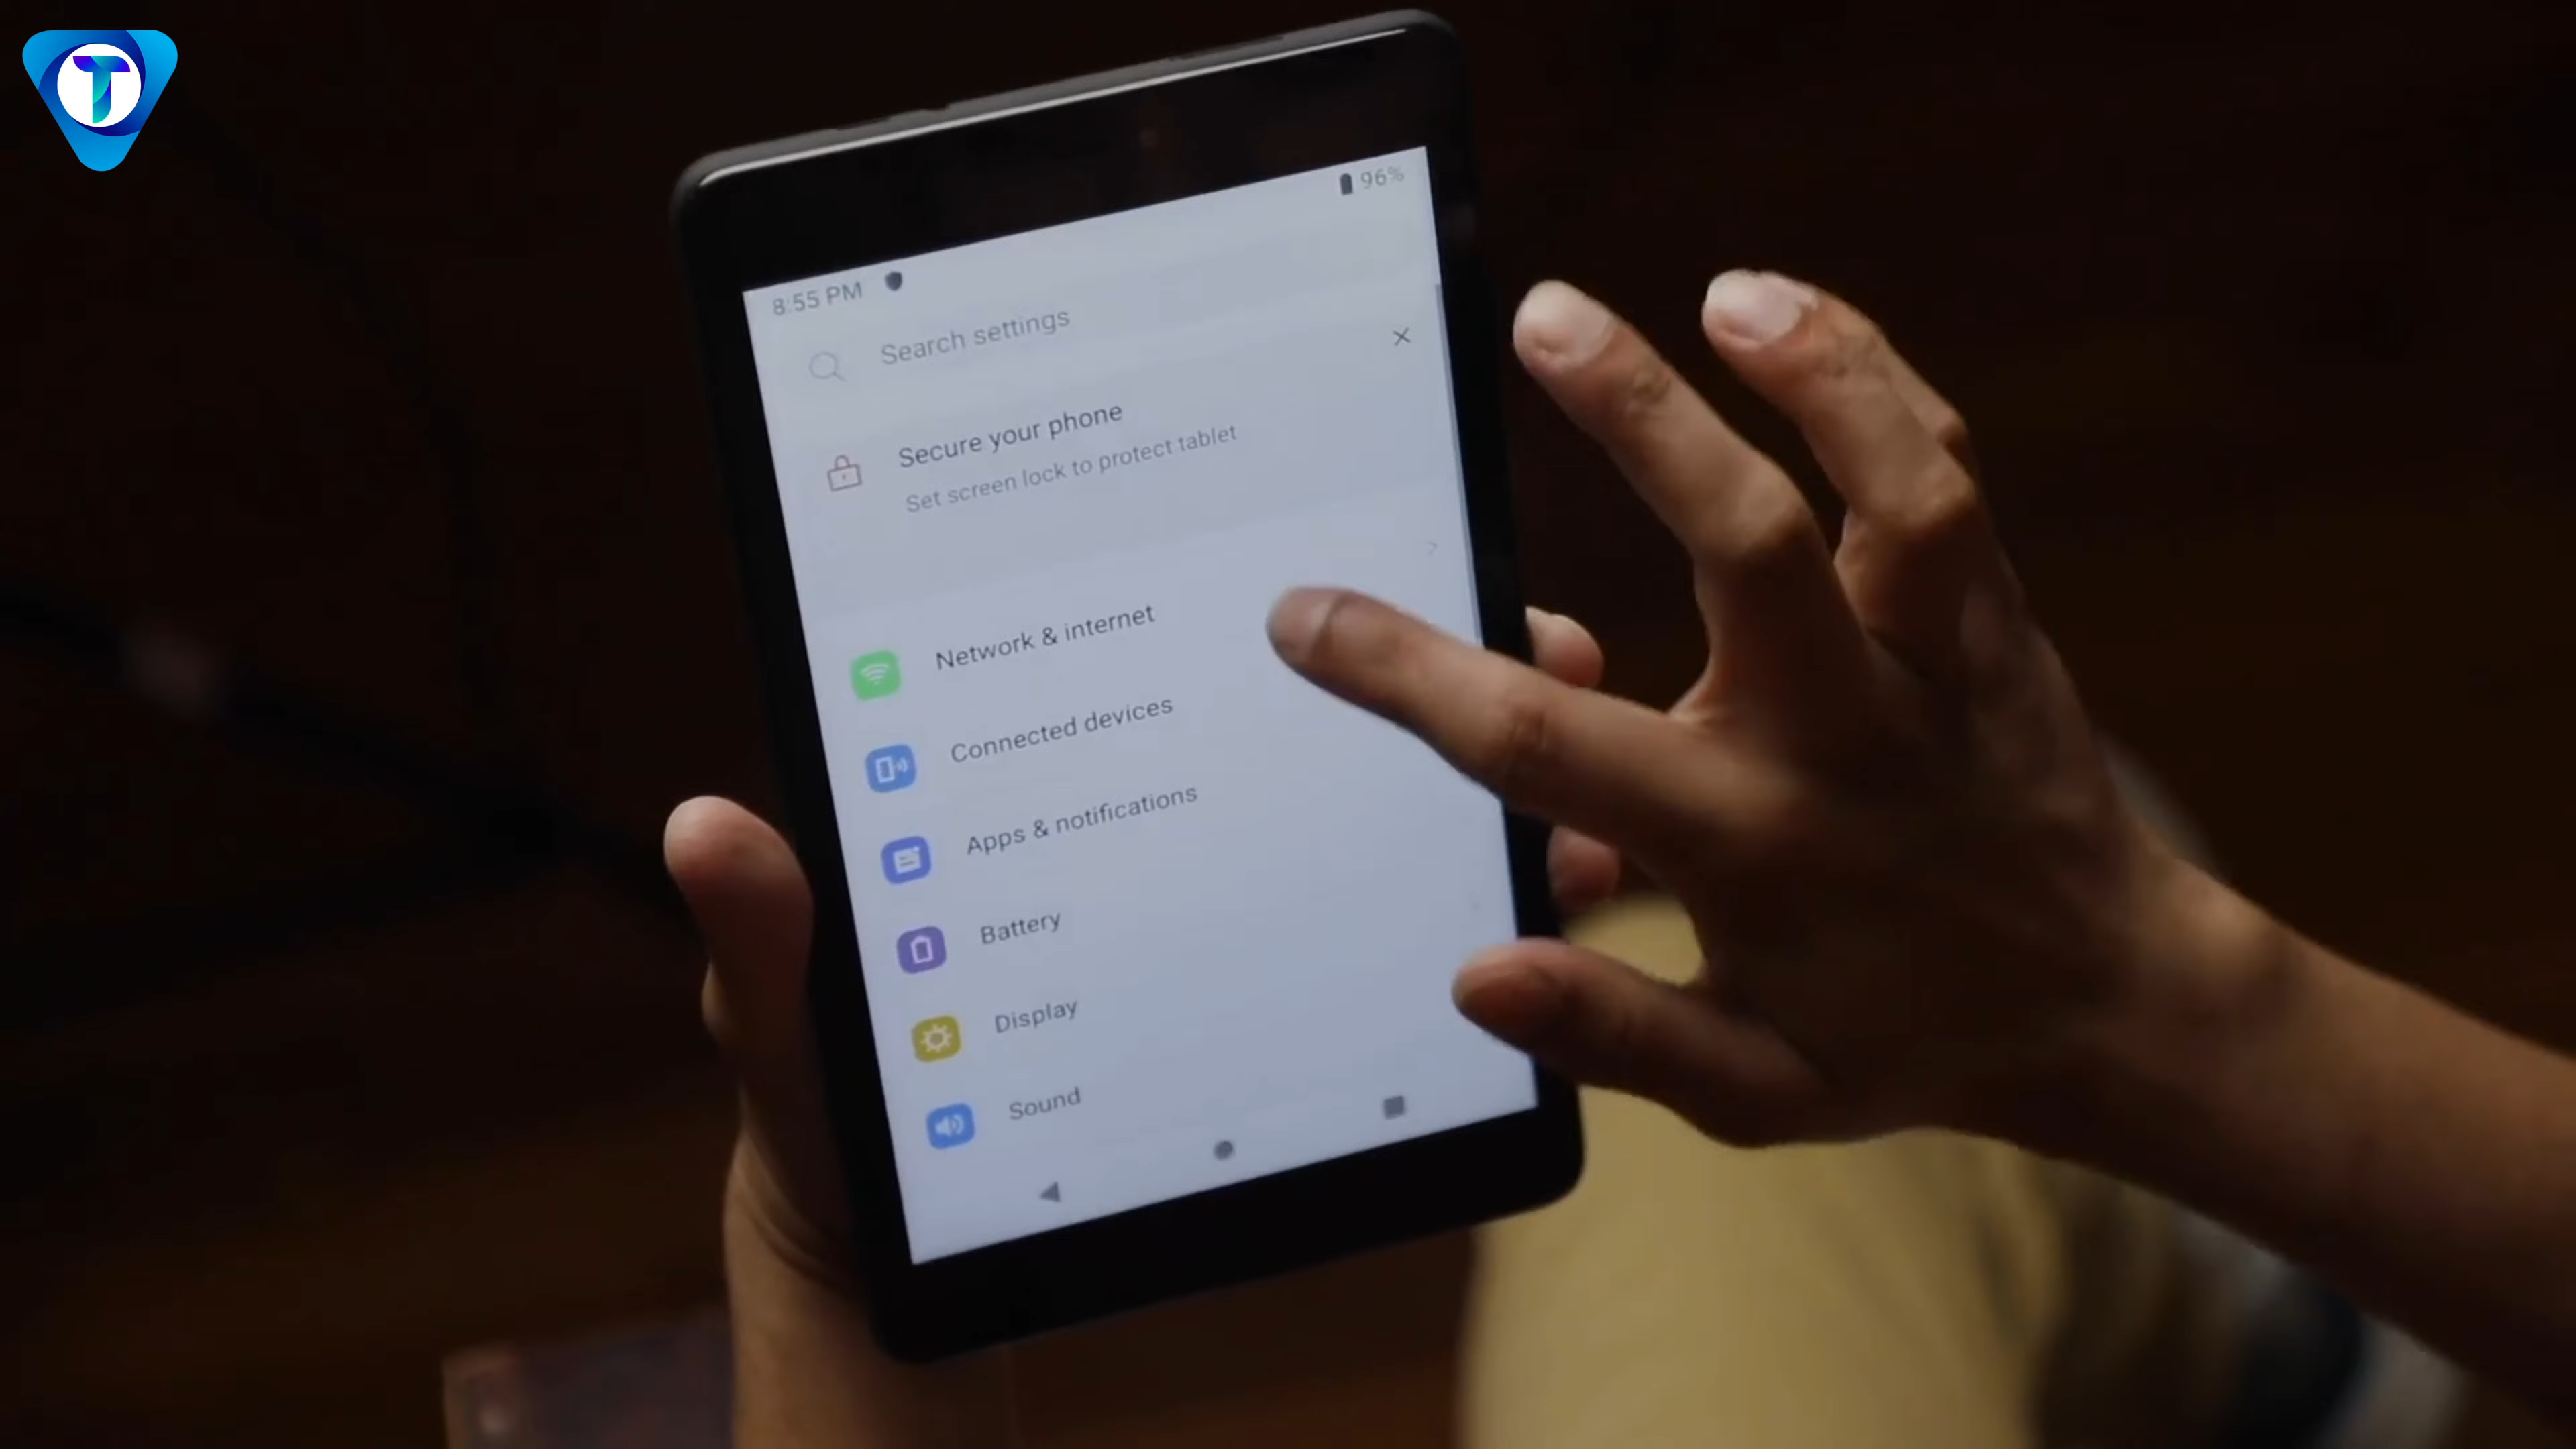 T
8:55 PM
96%
Search settings
Secure your phone
Set screen lock to protect tablet
Network & internet
Connected devices
Apps & notifications
Battery
Display
Sound